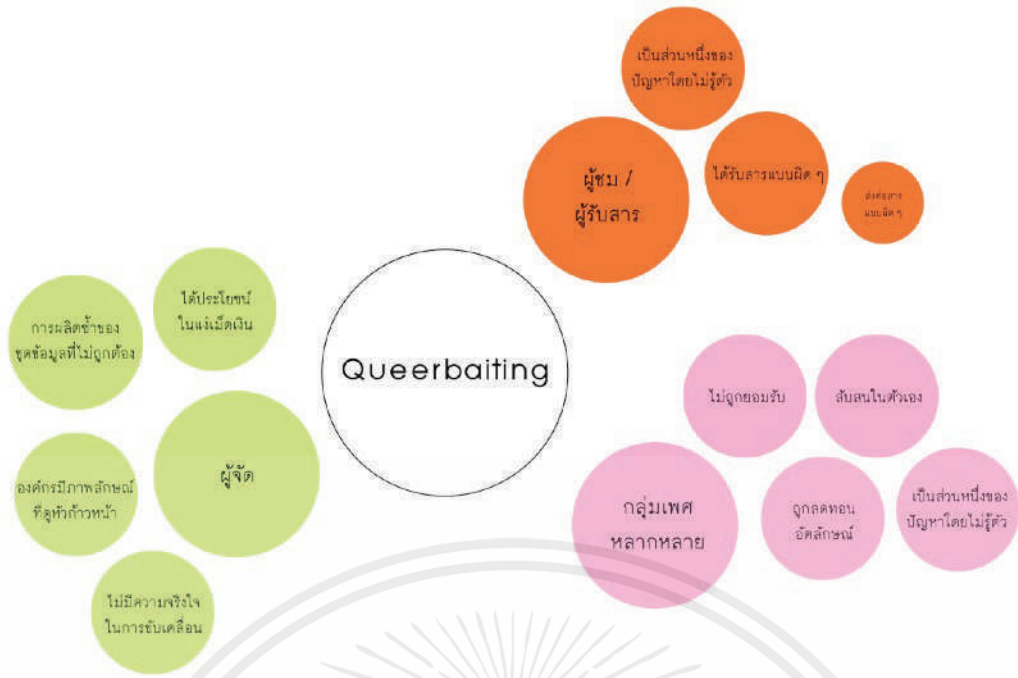 เป็นส่วนหนึ่งของ
ปัญหาโดยไม่รู้ตัว
ผู้ชม /
ผู้รับสาร
ได้รับสารแบบผิด ๆ
ส่งต่อสาร
แบบผิด ๆ
ได้ประโยชน์
ในแง่เม็ดเงิน
การผลิตซ้ำของ
ชุดข้อมูลที่ไม่ถูกต้อง
Queerbaiting
ผู้จัด
องค์กรมีภาพลักษณ์
ที่ดูหัวก้าวหน้า
ไม่มีความจริงใจ
ในการขับเคลื่อน
ไม่ถูกยอมรับ
สับสนในตัวเอง
กลุ่มเพศ
หลากหลาย
ถูกลดทอน
อัตลักษณ์
เป็นส่วนหนึ่งของ
ปัญหาโดยไม่รู้ตัว